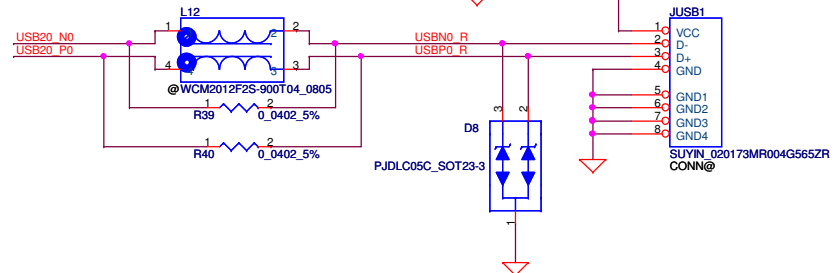 L12
JUSB1
1
2
2
1
VCC
USB20_N0
USBN0_R
2
D-
USB20_P0
USBP0_R
3
D+
4
3
3
4
GND
@WCM2012F2S-900T04_0805
5
GND1
1
2
3
2
6
GND2
R39
0_0402_5%
7
GND3
D8
8
GND4
1
2
R40
0_0402_5%
SUYIN_020173MR004G565ZR
PJDLC05C_SOT23-3
CONN@
1